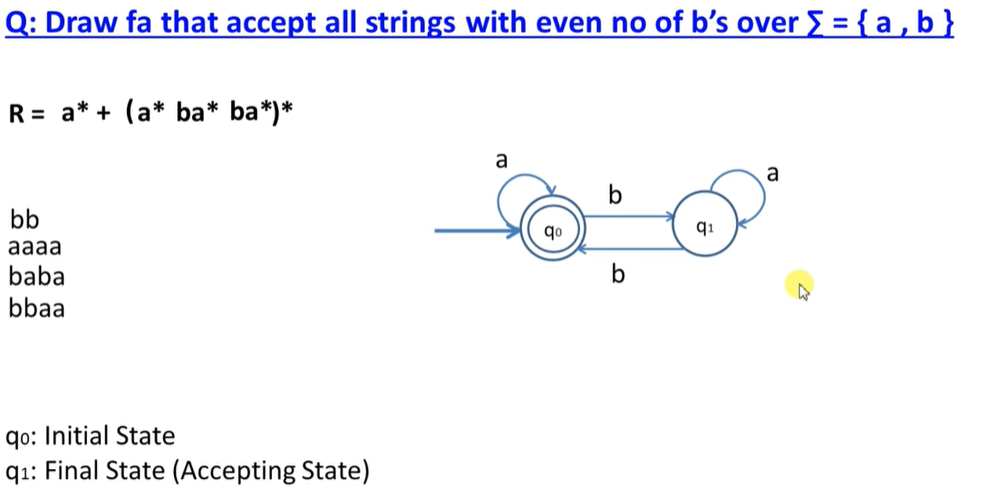 Q: Draw fa that accept all strings with even no of b's over ∑ = { a , b }
R = a* + (a* ba* ba*)*
a
a
b
q0
q1
b
bb
aaaa
baba
bbaa
q0: Initial State
q1: Final State (Accepting State)